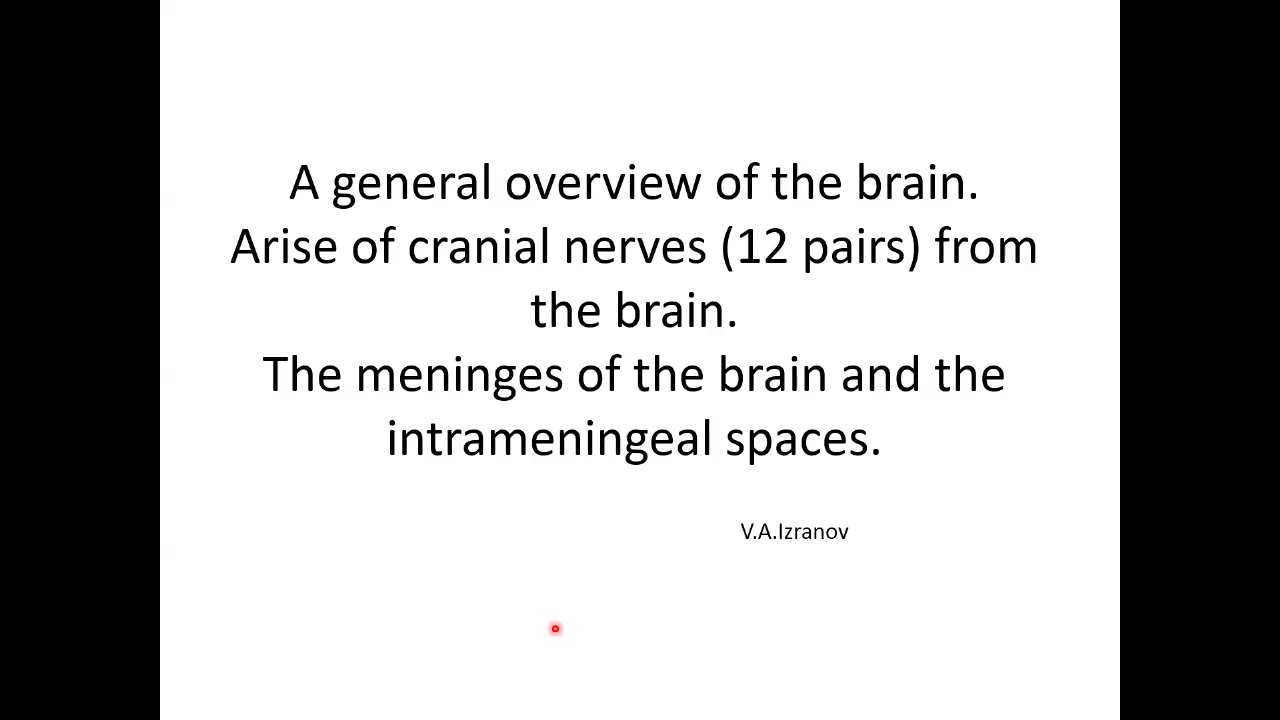 A general overview of the brain.
Arise of cranial nerves (12 pairs) from
the brain.
The meninges of the brain and the
intrameningeal spaces.
V.A.Izranov